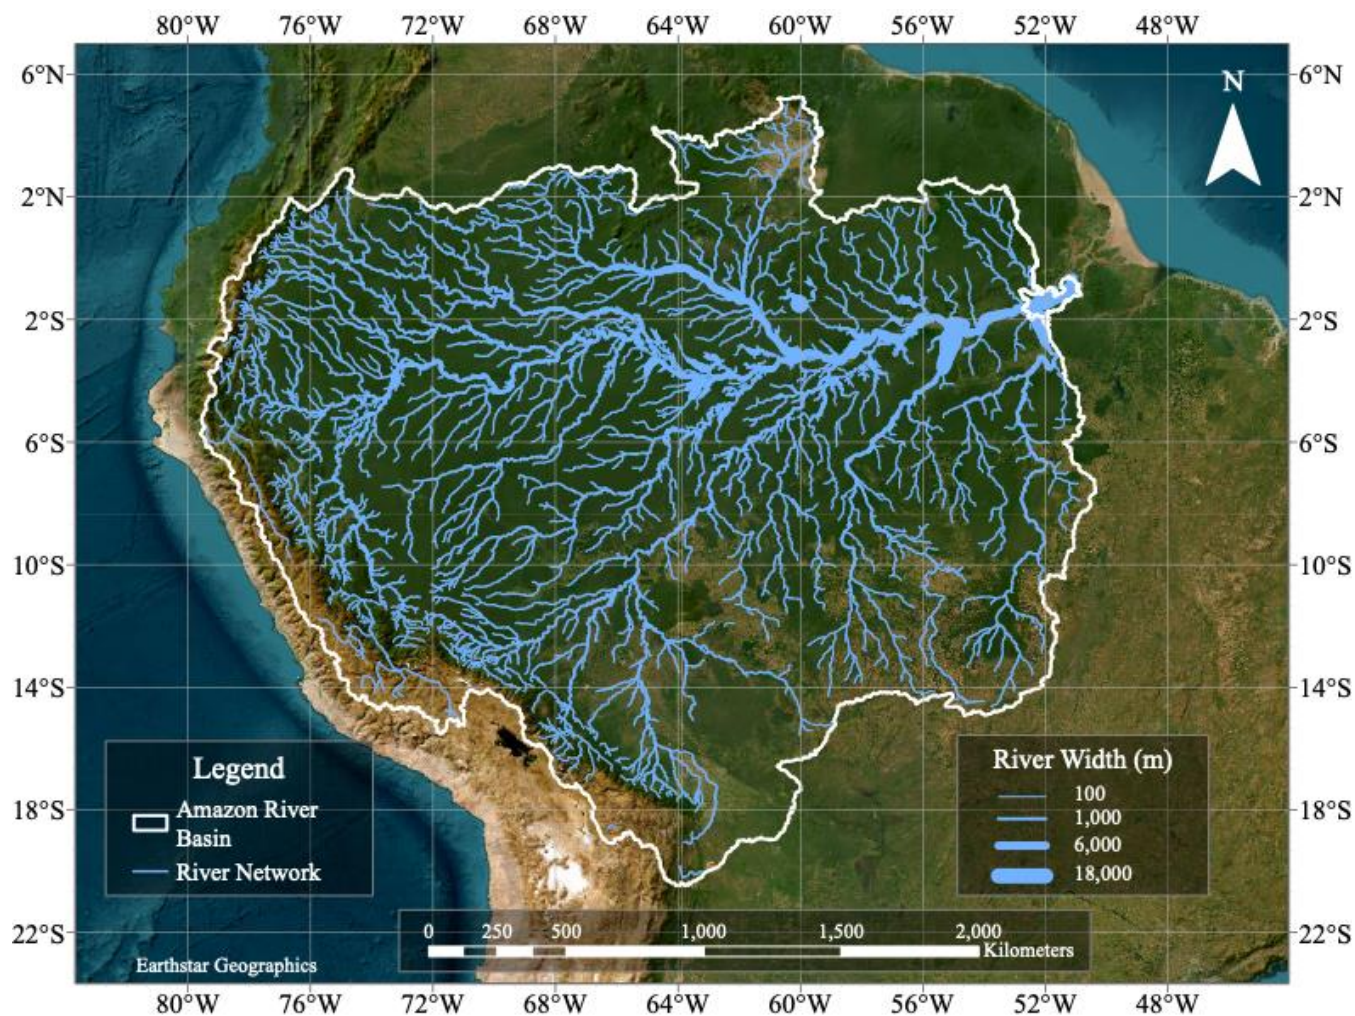 80°W 76°W 72°W 68°W 64°W 60°W 56°W 52°W 48°W
6°N 6°N
N
2°N 2°N
2°S 2°S
6°S 6°S
10°S 10°S
14°S 14°S
Legend
Amazon River
Basin
River Network
River Width (m)
100
1,000
6,000
18,000
18°S 18°S
22°S 22°S
0 250 500 1,000 1,500 2,000
Kilometers
Earthstar Geographics
80°W 76°W 72°W 68°W 64°W 60°W 56°W 52°W 48°W